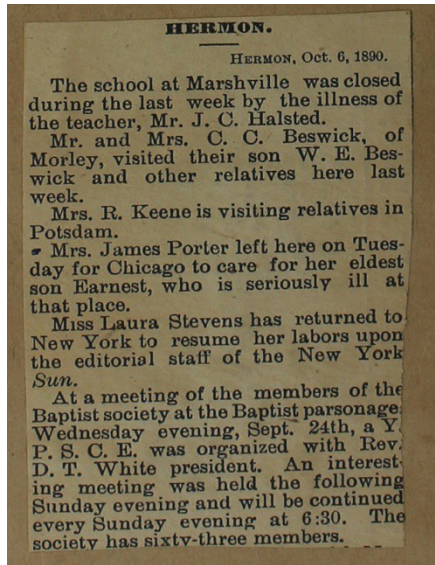 HERMON.
HERMON, Oct. 6, 1890.
The school at Marshville was closed
during the last week by the illness of
the teacher, Mr. J. C. Halsted.
Mr. and Mrs. C. C. Beswick, of
Morley, visited their son W. E. Bes-
wick and other relatives here last
week.
Mrs. R. Keene is visiting relatives in
Potsdam.
Mrs. James Porter left here on Tues-
day for Chicago to care for her eldest
son Earnest, who is seriously ill at
that place.
Miss Laura Stevens has returned to
New York to resume her labors upon
the editorial staff of the New York
Sun.
At a meeting of the members of the
Baptist society at the Baptist parsonage
Wednesday evening, Sept. 24th, a Y.
P. S. C. E. was organized with Rev.
D. T. White president. An interest-
ing meeting was held the following
Sunday evening and will be continued
every Sunday evening at 6:30. The
society has sixty-three members.